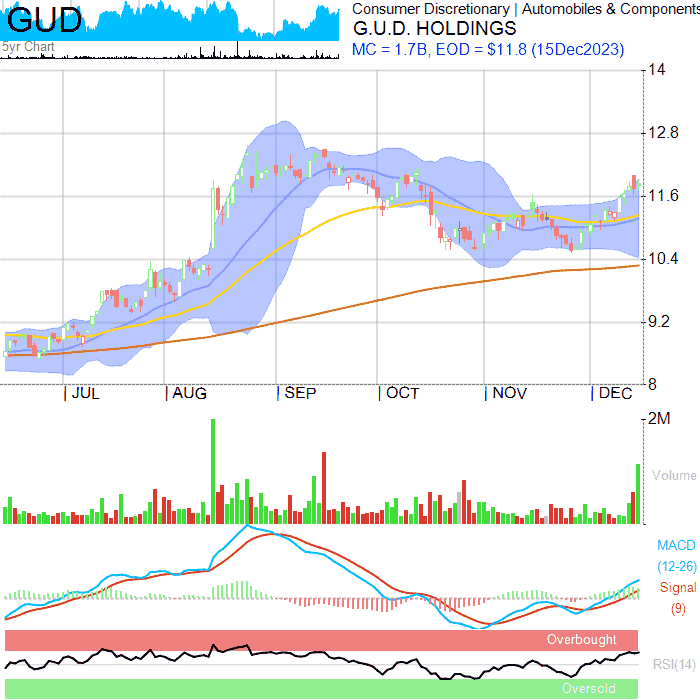 GUD
5yr Chart
Consumer Discretionary | Automobiles & Components
G.U.D. HOLDINGS
MC = 1.7B, EOD = $11.8 (15Dec2023)
14
12.8
11.6
10.4
9.2
8
JUL AUG SEP OCT NOV DEC
2M
Volume
MACD
(12-26)
Signal
(9)
Overbought
RSI(14)
Oversold